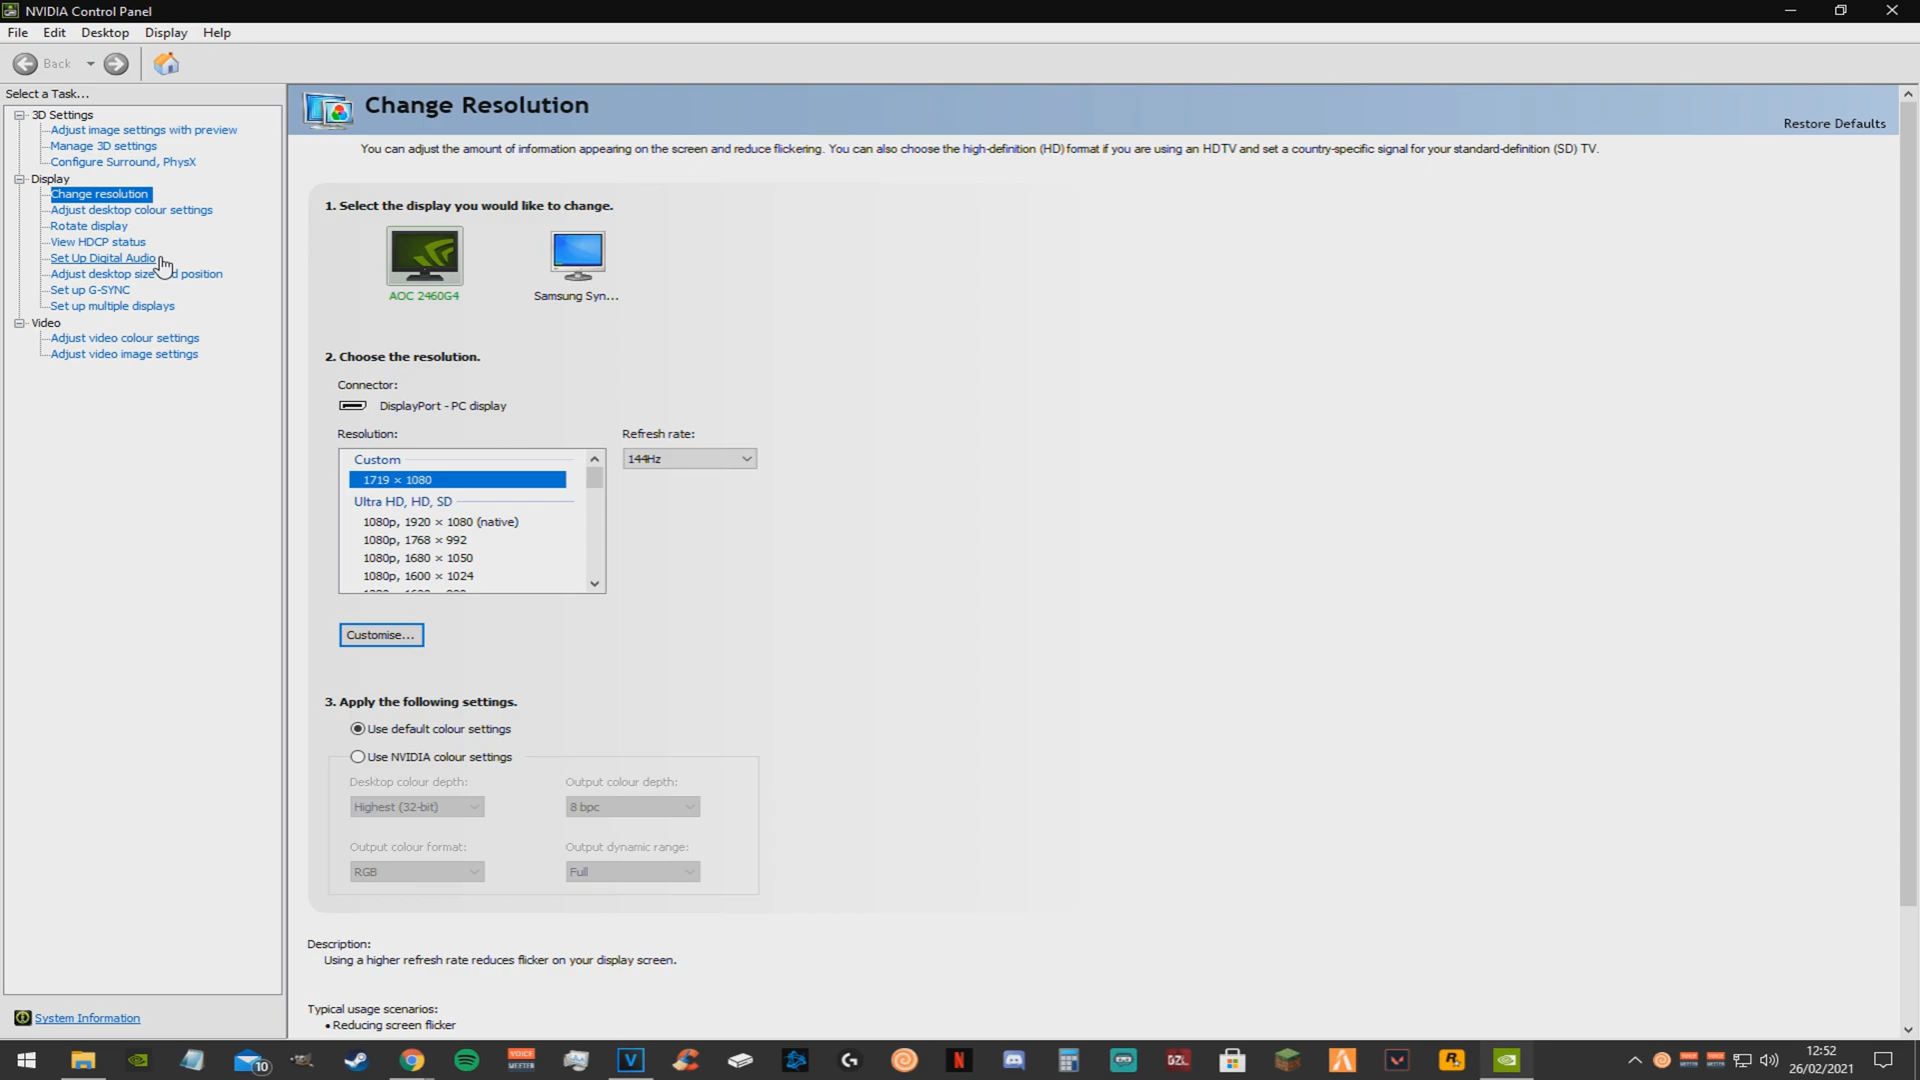 NVIDIA Control Panel
File Edit Desktop Display Help
Back
Select a Task...
3D Settings
Adjust image settings with preview
Manage 3D settings
Configure Surround, PhysX
Display
Change resolution
Adjust desktop colour settings
Rotate display
View HDCP status
Set Up Digital Audio
Adjust desktop size d position
Set up G-SYNC
Set up multiple displays
Video
Adjust video colour settings
Adjust video image settings
System Information
Change Resolution
Restore Defaults
You can adjust the amount of information appearing on the screen and reduce flickering. You can also choose the high-definition (HD) format if you are using an HDTV and set a country-specific signal for your standard-definition (SD) TV.
1. Select the display you would like to change.
AOC 2460G4
Samsung Syn...
2. Choose the resolution.
Connector:
DisplayPort - PC display
Resolution:
Refresh rate:
144Hz
Custom
1719 × 1080
Ultra HD, HD, SD
1080p, 1920 × 1080 (native)
1080p, 1768 × 992
1080p, 1680 × 1050
1080p, 1600 × 1024
Customise...
3. Apply the following settings.
Use default colour settings
Use NVIDIA colour settings
Desktop colour depth:
Output colour depth:
Highest (32-bit)
8 bpc
Output colour format:
Output dynamic range:
RGB
Full
Description:
Using a higher refresh rate reduces flicker on your display screen.
Typical usage scenarios:
• Reducing screen flicker
10
VOICE
MEETER
DZL
12:52
26/02/2021